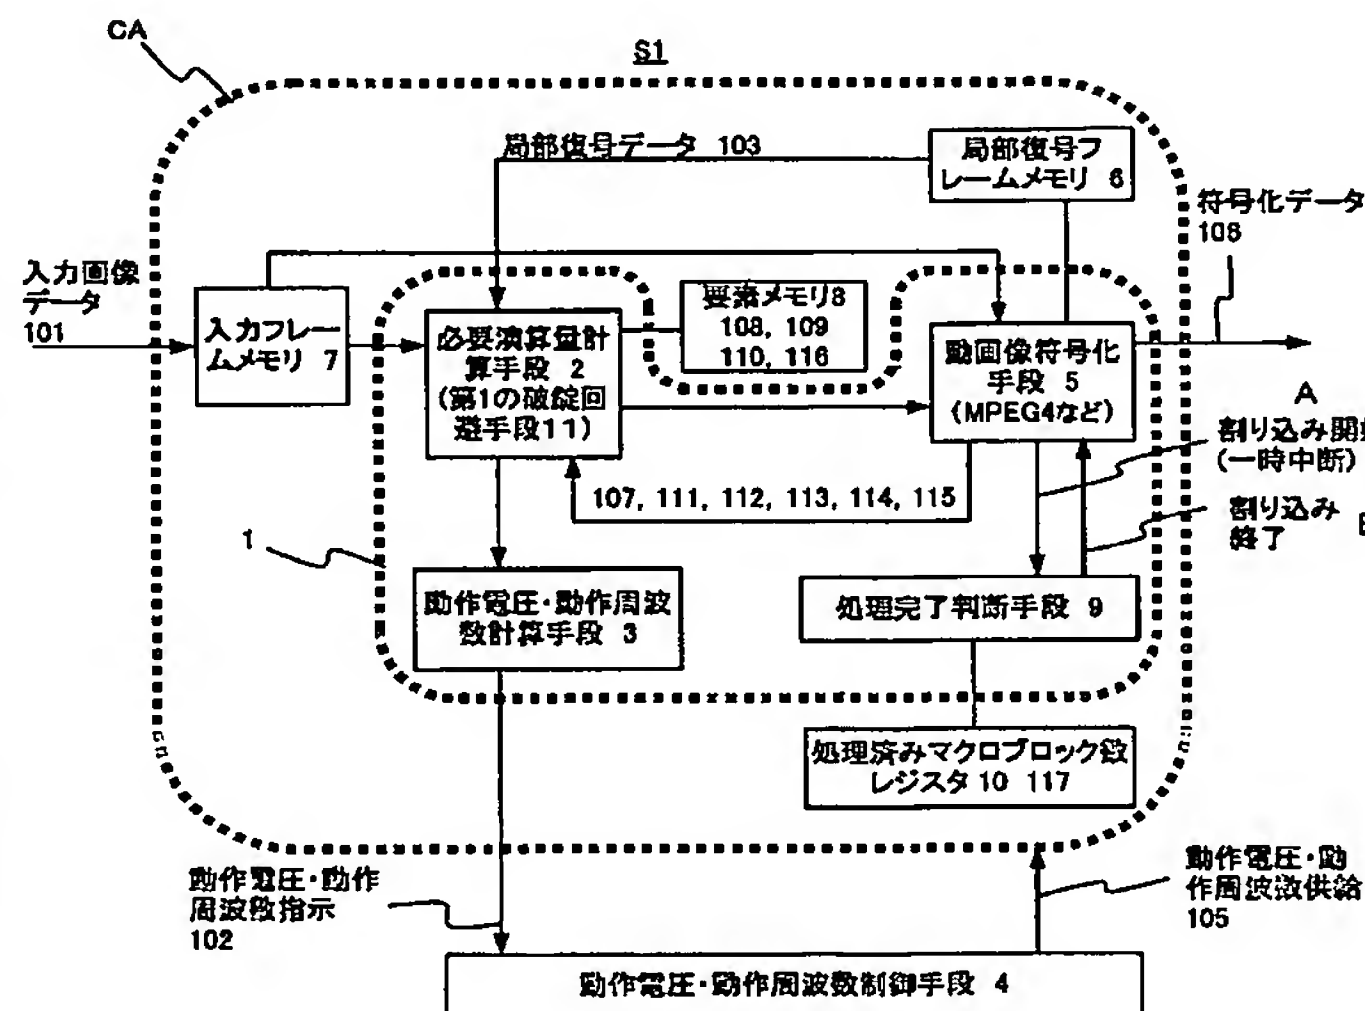 CA
S1
局部復号データ 103
局部復号フ
レームメモリ 6
符号化データ
106
入力画像
データ
101
入力フレー
ムメモリ 7
必要演算量計
算手段 2
(第1の破綻回
避手段11)
要素メモリ8
108, 109
110, 116
動画像符号化
手段 5
(MPEG4など)
A
割り込み開始
(一時中断)
107, 111, 112, 113, 114, 115
割り込み
終了
1
動作電圧・動作周波
数計算手段 3
処理完了判断手段 9
処理済みマクロブロック数
レジスタ 10 117
動作電圧・動作
周波数指示
102
動作電圧・動
作周波数供給
105
動作電圧・動作周波数制御手段 4